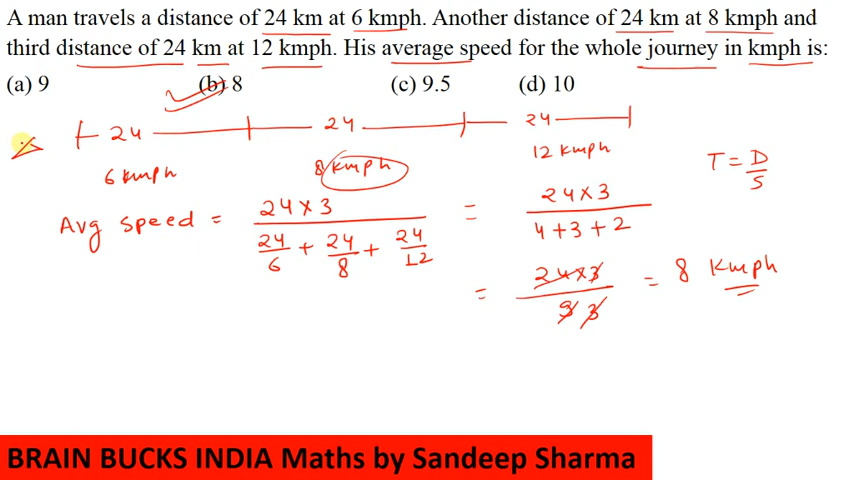 A man travels a distance of 24 km at 6 kmph. Another distance of 24 km at 8 kmph and
third distance of 24 km at 12 kmph. His average speed for the whole journey in kmph is:
(a) 9 (b) 8 (c) 9.5 (d) 10
24 24 24
6 kmph 8 kmph 12 kmph
T = D/S
Avg speed = 24×3 / (24/6 + 24/8 + 24/12) = 24×3 / 4+3+2
= 24×3 / 9 3 = 8 Kmph
BRAIN BUCKS INDIA Maths by Sandeep Sharma